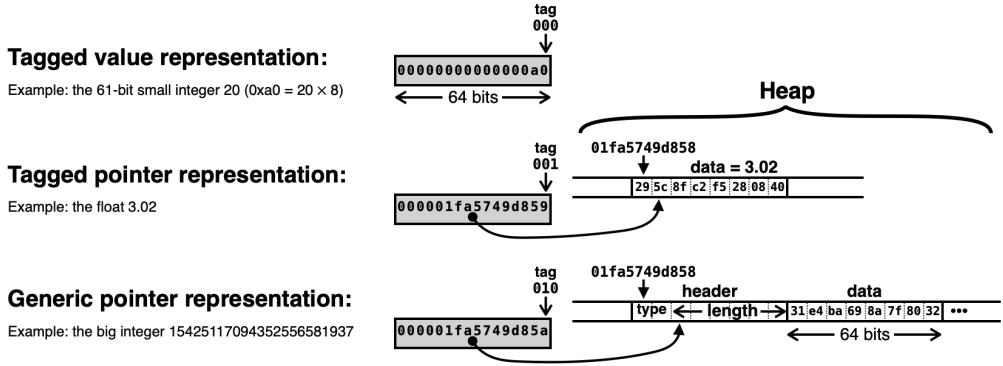 tag
000
Tagged value representation:
00000000000000a0
Example: the 61-bit small integer 20 (0xa0 = 20 × 8)
64 bits
Heap
tag
001
01fa5749d858
data = 3.02
Tagged pointer representation:
29 5c 8f c2 f5 28 08 40
Example: the float 3.02
000001fa5749d859
tag
010
01fa5749d858
header
data
Generic pointer representation:
type length 31 e4 ba 69 8a 7f 80 32 •••
Example: the big integer 15425117094352556581937
000001fa5749d85a
64 bits